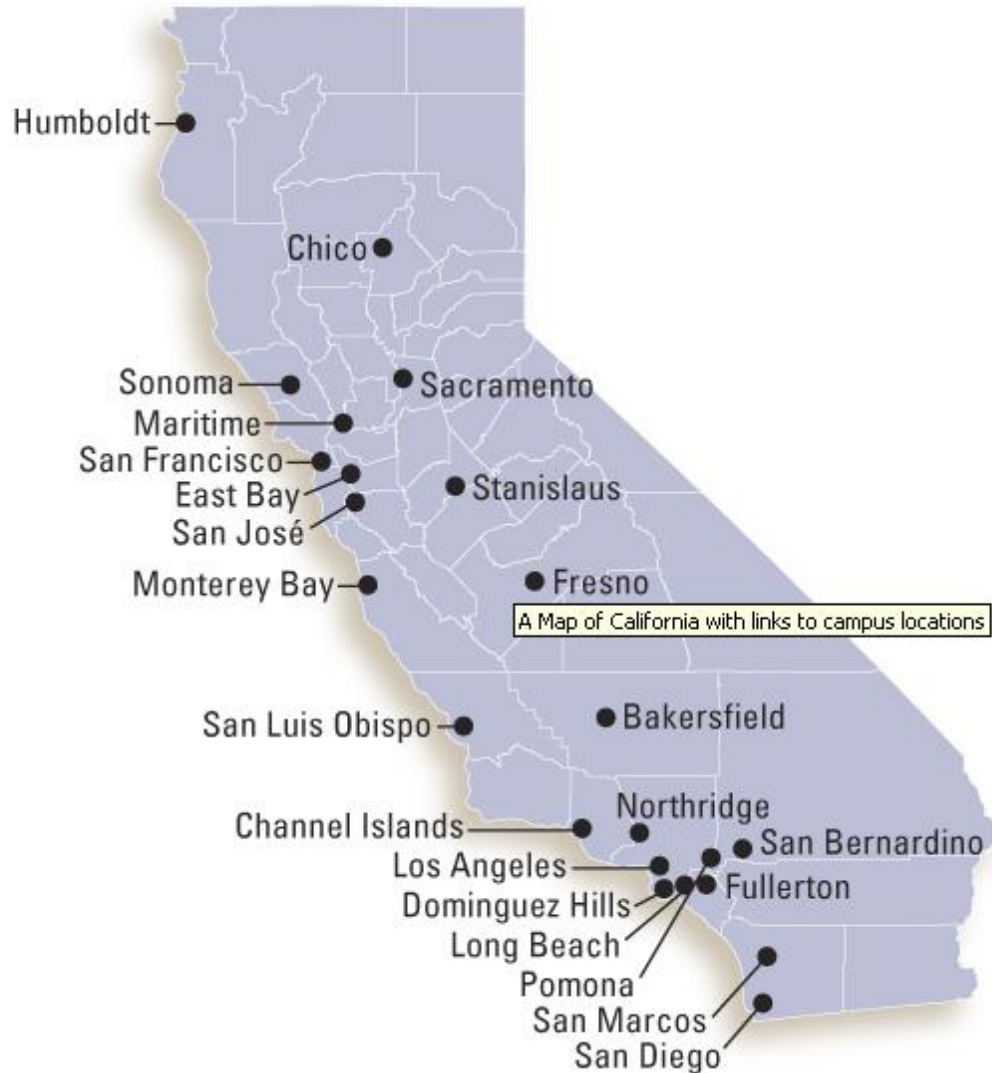 Humboldt
Chico
Sonoma
Sacramento
Maritime
San Francisco
East Bay
Stanislaus
San José
Monterey Bay
Fresno
A Map of California with links to campus locations
San Luis Obispo
Bakersfield
Northridge
Channel Islands
San Bernardino
Los Angeles
Fullerton
Dominguez Hills
Long Beach
Pomona
San Marcos
San Diego